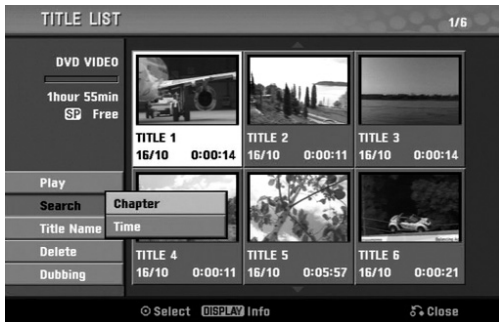 TITLE LIST
1/6
DVD VIDEO
1hour 55min
SP Free
Play
Search
Title Name
Delete
Dubbing
Chapter
Time
TITLE 1
16/10 0:00:14
TITLE 2
16/10 0:00:11
TITLE 3
16/10 0:00:14
TITLE 4
16/10 0:00:11
TITLE 5
16/10 0:05:57
TITLE 6
16/10 0:00:21
Select DISPLAY Info
Close